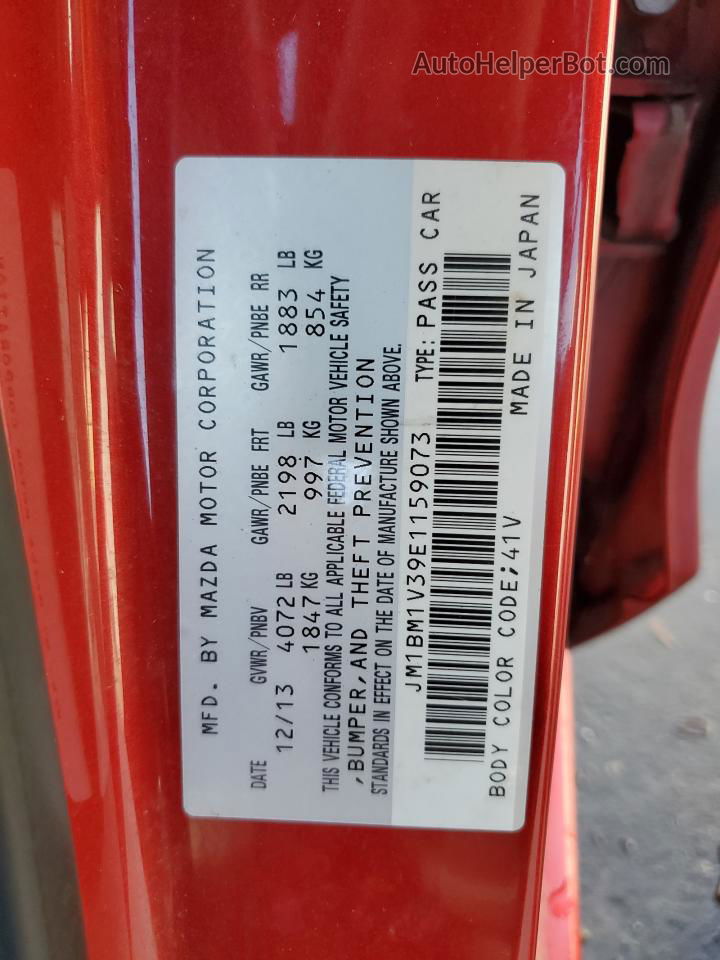 AutoHelperBot.com
MFD. BY MAZDA MOTOR CORPORATION
DATE GVWR/PNBV GAWR/PNBE FRT GAWR/PNBE RR
12/13 4072 LB 2198 LB 1883 LB
1847 KG 997 KG 854 KG
THIS VEHICLE CONFORMS TO ALL APPLICABLE FEDERAL MOTOR VEHICLE SAFETY
,BUMPER,AND THEFT PREVENTION
STANDARDS IN EFFECT ON THE DATE OF MANUFACTURE SHOWN ABOVE.
JM1BM1V39E1159073 TYPE: PASS CAR
BODY COLOR CODE;41V MADE IN JAPAN